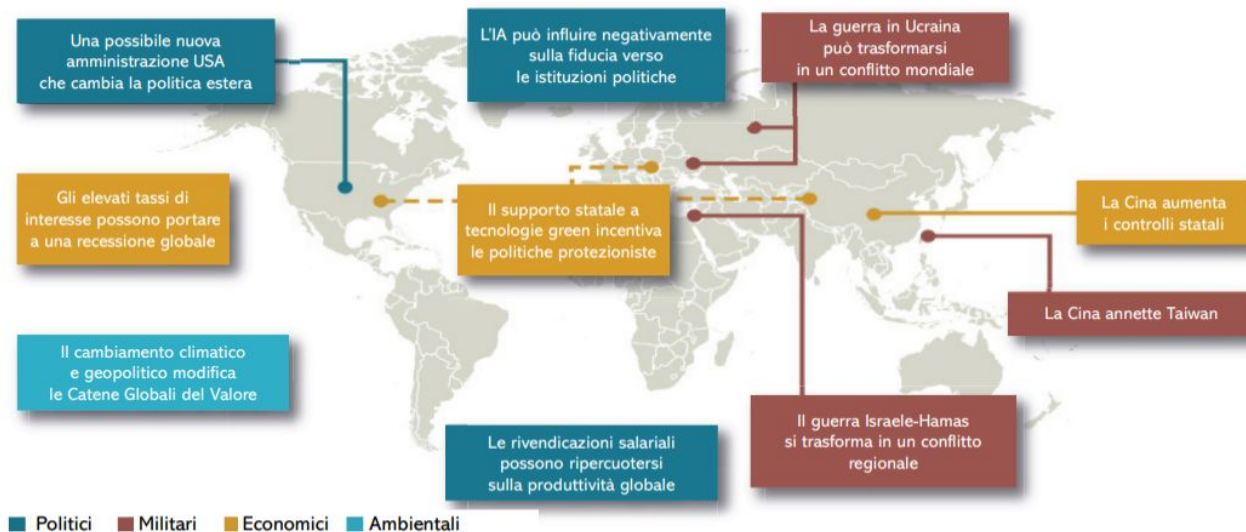 Una possibile nuova
amministrazione USA
che cambia la politica estera
L'IA può influire negativamente
sulla fiducia verso
le istituzioni politiche
La guerra in Ucraina
può trasformarsi
in un conflitto mondiale
Gli elevati tassi di
interesse possono portare
a una recessione globale
Il supporto statale a
tecnologie green incentiva
le politiche protezioniste
La Cina aumenta
i controlli statali
La Cina annette Taiwan
Il cambiamento climatico
e geopolitico modifica
le Catene Globali del Valore
Il guerra Israele-Hamas
si trasforma in un conflitto
regionale
Le rivendicazioni salariali
possono ripercuotersi
sulla produttività globale
Politici Militari Economici Ambientali